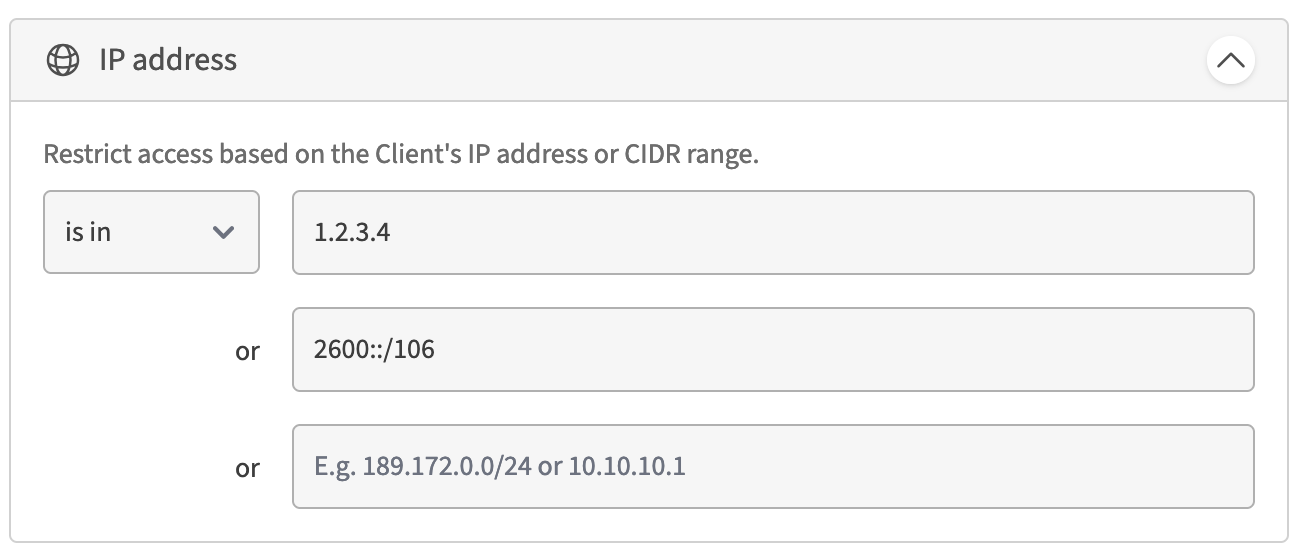 IP address
Restrict access based on the Client's IP address or CIDR range.
is in 1.2.3.4
or 2600::/106
or E.g. 189.172.0.0/24 or 10.10.10.1